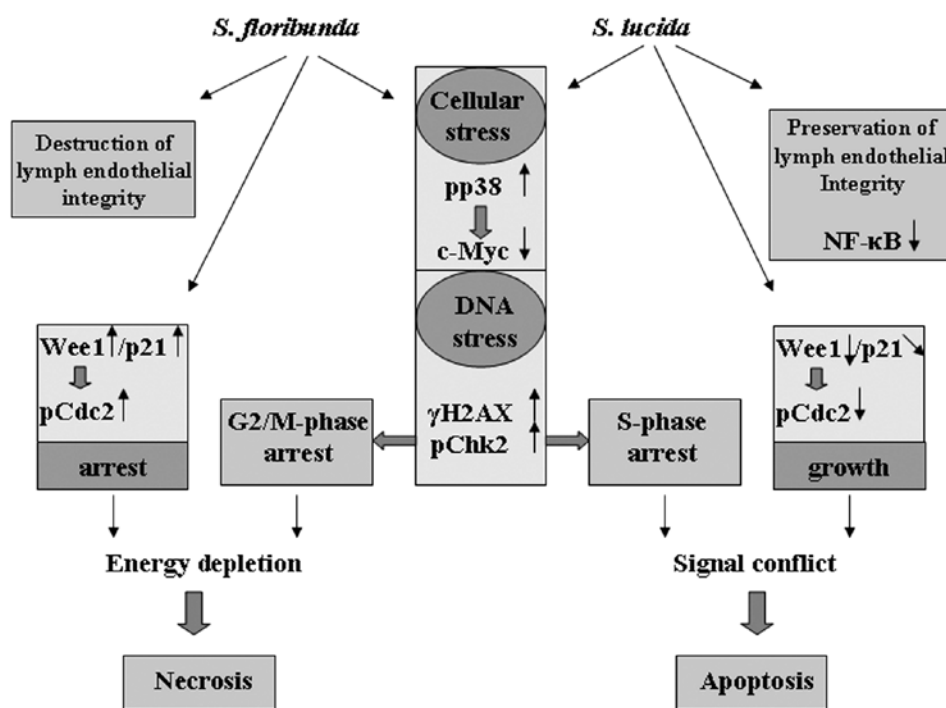 S. floribunda
S. lucida
Destruction of
lymph endothelial
integrity
Cellular
stress
pp38 ↑
c-Myc ↓
Preservation of
lymph endothelial
Integrity
NF-κB ↓
DNA
stress
γH2AX ↑
pChk2 ↑
Wee1↑/p21 ↑
pCdc2 ↑
arrest
G2/M-phase
arrest
S-phase
arrest
Wee1↓/p21↘
pCdc2↓
growth
Energy depletion
Signal conflict
Necrosis
Apoptosis